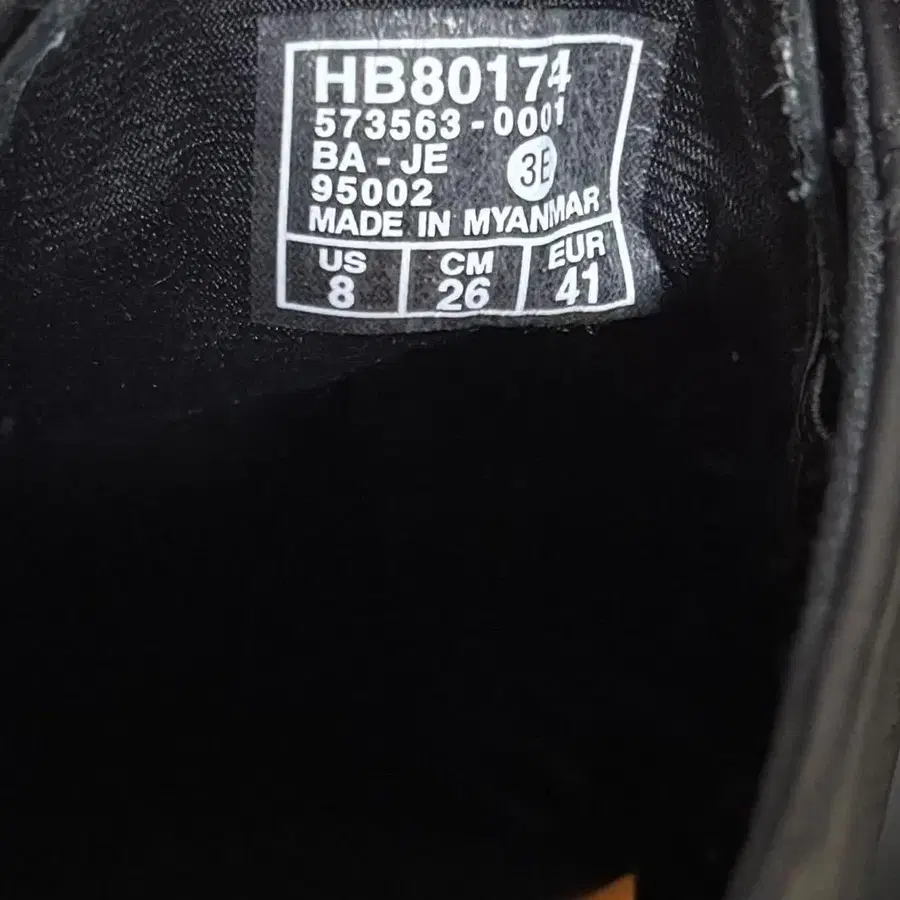 HB80174
573563-0001
BA - JE
3E
95002
MADE IN MYANMAR
US CM EUR
8 26 41